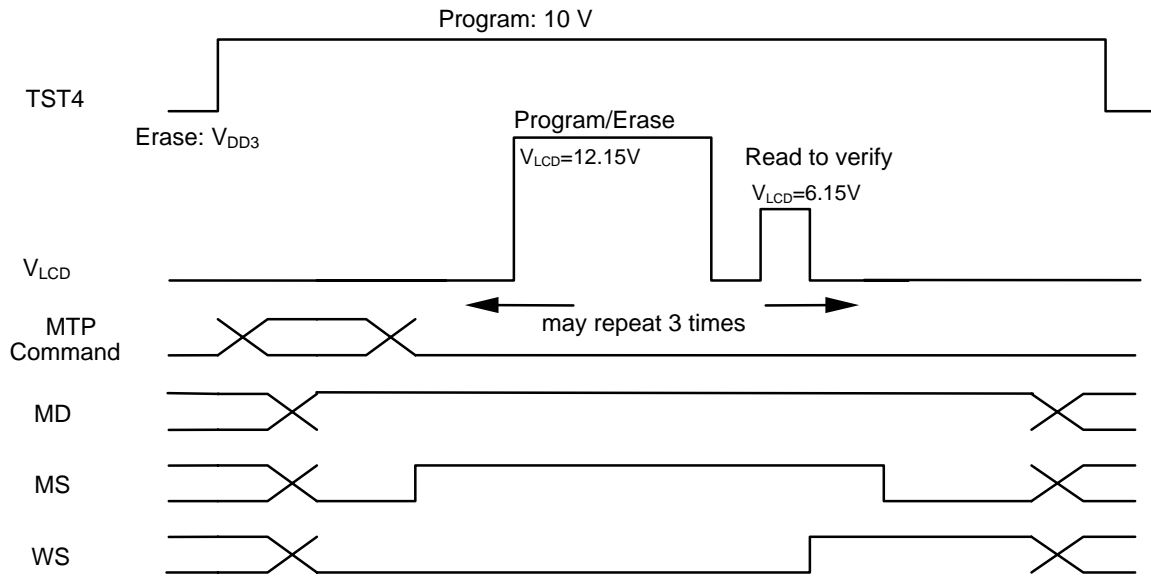 Program: 10 V
TST4
Erase: VDD3
Program/Erase
VLCD=12.15V
Read to verify
VLCD=6.15V
VLCD
may repeat 3 times
MTP
Command
MD
MS
WS